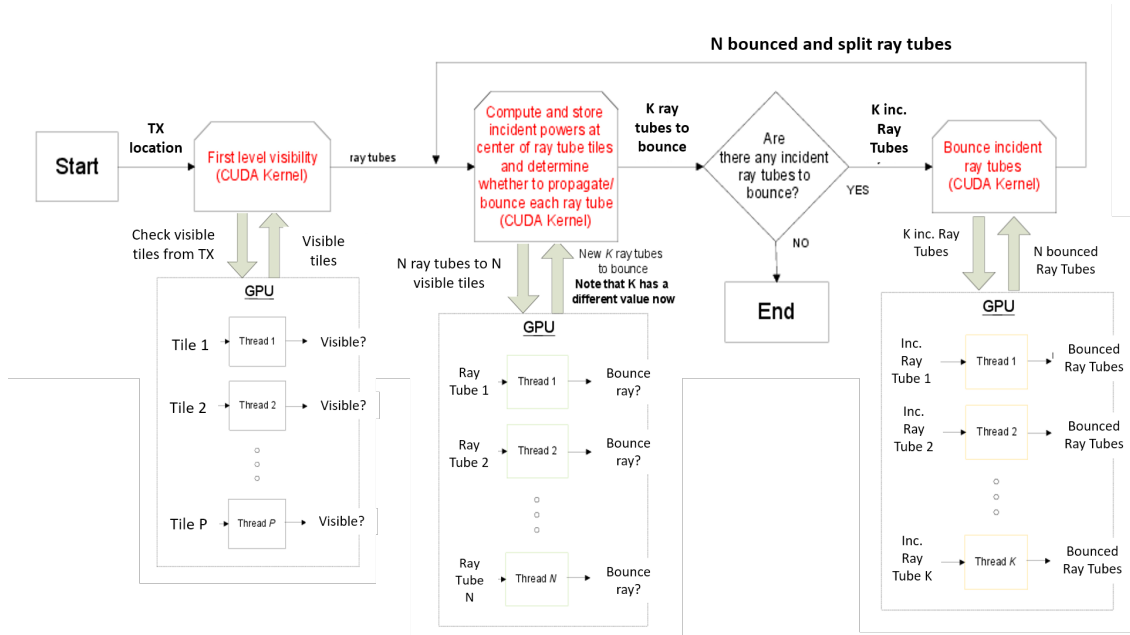 N bounced and split ray tubes
Start
TX
location
First level visibility
(CUDA Kernel)
ray tubes
Compute and store
incident powers at
center of ray tube tiles
and determine
whether to propagate/
bounce each ray tube
(CUDA Kernel)
K ray
tubes to
bounce
Are
there any incident
ray tubes to
bounce?
YES
NO
End
K inc.
Ray
Tubes
Bounce incident
ray tubes
(CUDA Kernel)
Check visible
tiles from TX
Visible
tiles
GPU
Tile 1
Thread 1
Visible?
Tile 2
Thread 2
Visible?
Tile P
Thread P
Visible?
N ray tubes to N
visible tiles
New K ray tubes
to bounce
Note that K has a
different value now
GPU
Ray
Tube 1
Thread 1
Bounce
ray?
Ray
Tube 2
Thread 2
Bounce
ray?
Ray
Tube
N
Thread N
Bounce
ray?
K inc. Ray
Tubes
N bounced
Ray Tubes
GPU
Inc.
Ray
Tube 1
Thread 1
Bounced
Ray Tubes
Inc.
Ray
Tube 2
Thread 2
Bounced
Ray Tubes
Inc.
Ray
Tube K
Thread K
Bounced
Ray Tubes